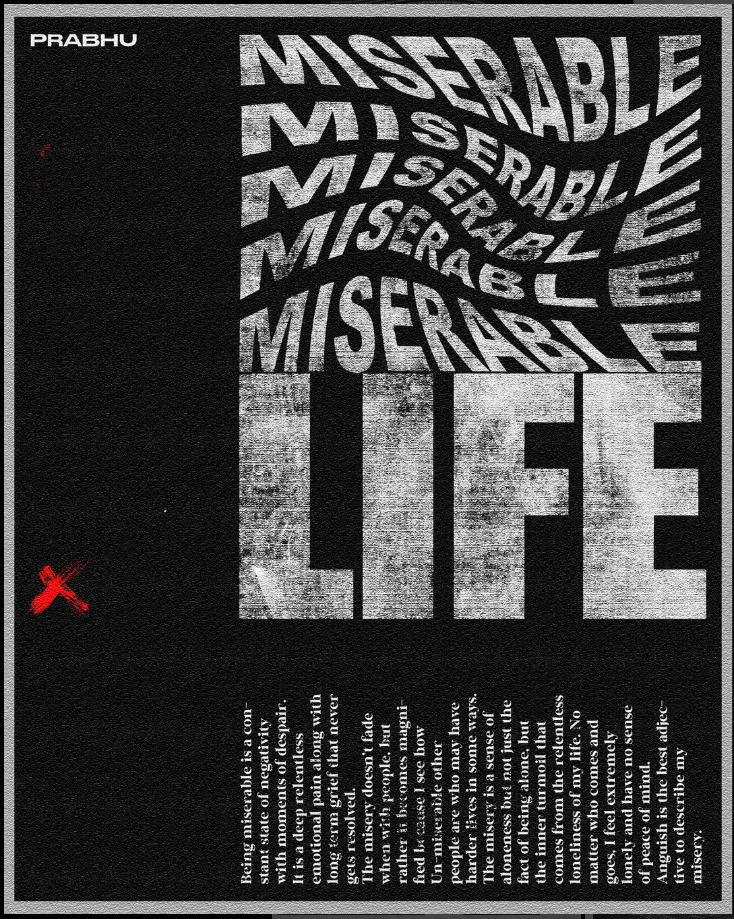 PRABHU
MISERABLE
MISERABLE
MISERABLE
MISERABLE
MISERABLE
LIFE
Being miserable is a con-
stant state of negativity
with moments of despair.
It is a deep relentless
emotional pain along with
long term grief that never
gets resolved.
The misery doesn't fade
when with people, but
rather it becomes magni-
fied because I see how
Un-miserable other
people are who may have
harder lives in some ways.
The misery is a sense of
aloneness but not just the
fact of being alone, but
the inner turmoil that
comes from the relentless
loneliness of my life. No
matter who comes and
goes, I feel extremely
lonely and have no sense
of peace of mind.
Anguish is the best adjec-
tive to describe my
misery.